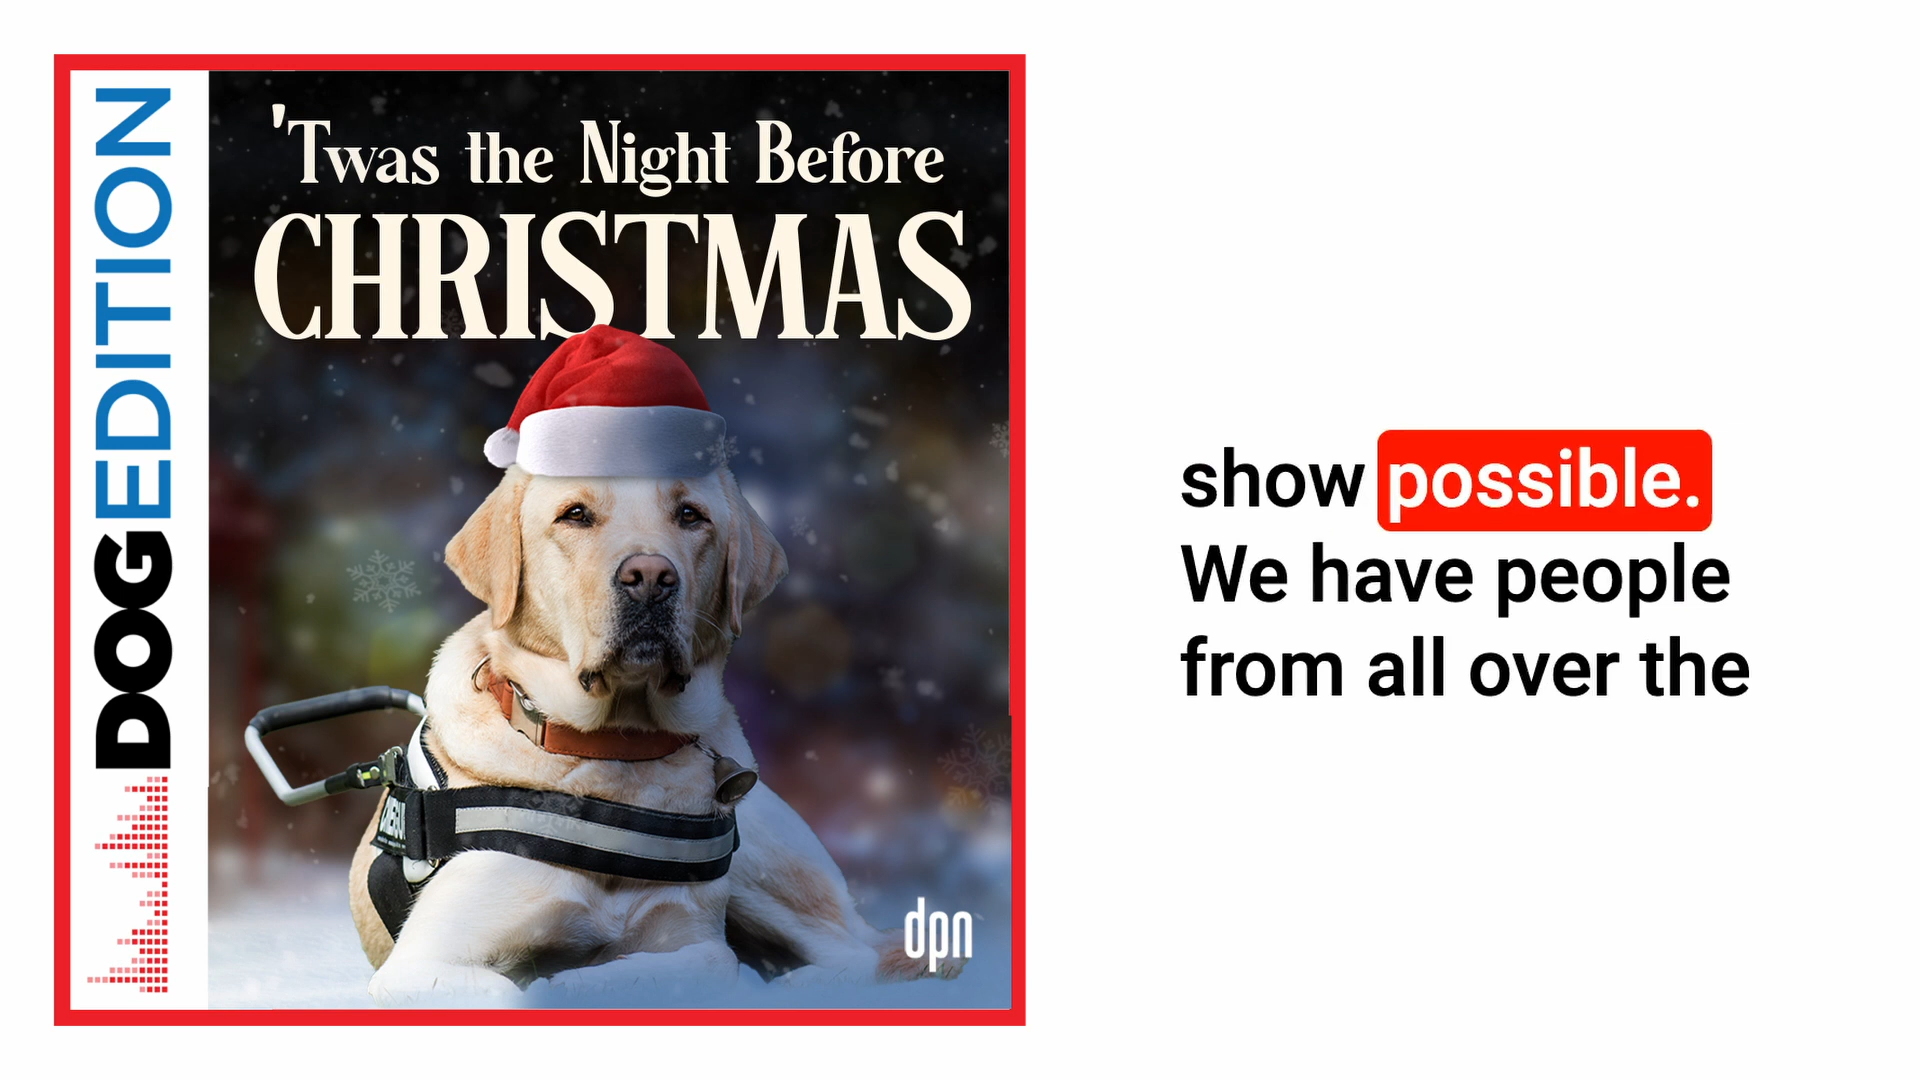 DOGEDITION
'Twas the Night Before
CHRISTMAS
dpn
show possible.
We have people
from all over the